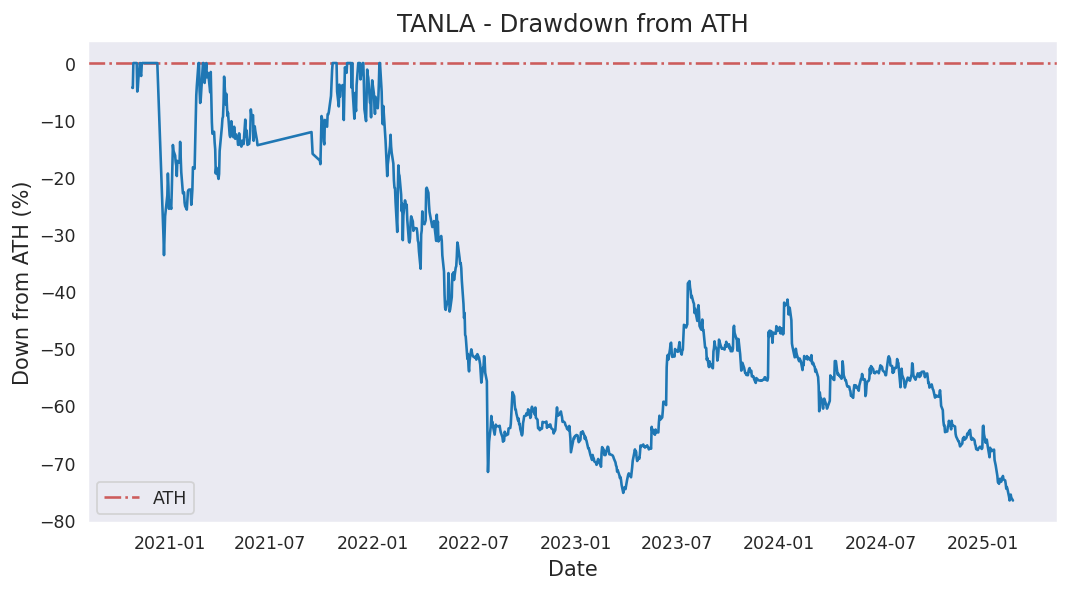 TANLA - Drawdown from ATH
Down from ATH (%)
0
−10
−20
−30
−40
−50
−60
−70
−80
ATH
2021-01 2021-07 2022-01 2022-07 2023-01 2023-07 2024-01 2024-07 2025-01
Date